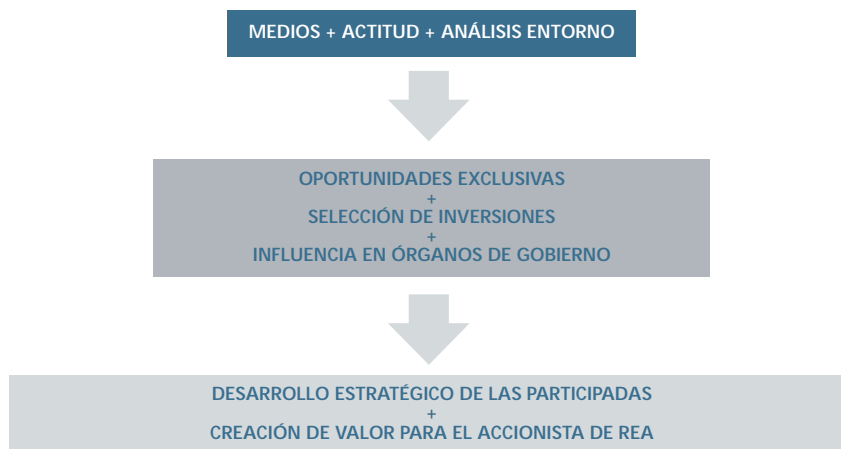 MEDIOS + ACTITUD + ANÁLISIS ENTORNO
OPORTUNIDADES EXCLUSIVAS
+
SELECCIÓN DE INVERSIONES
+
INFLUENCIA EN ÓRGANOS DE GOBIERNO
DESARROLLO ESTRATÉGICO DE LAS PARTICIPADAS
+
CREACIÓN DE VALOR PARA EL ACCIONISTA DE REA